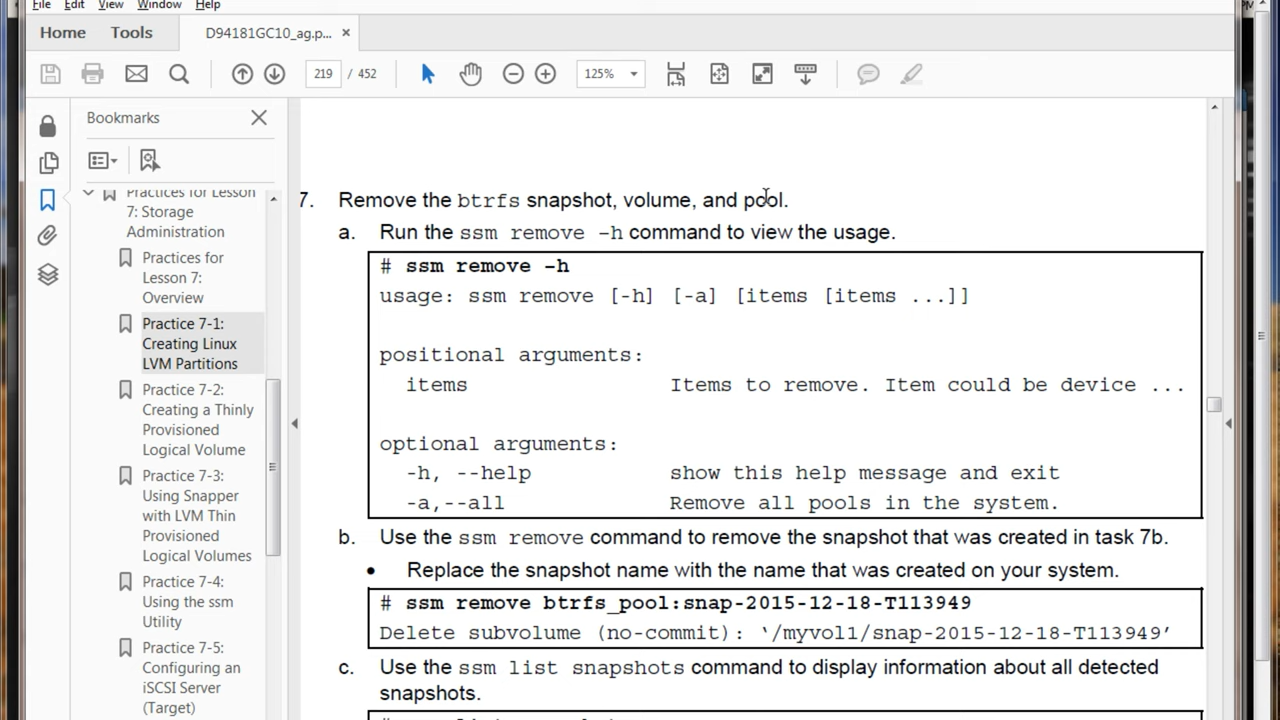 File Edit View Window Help
Home Tools D94181GC10_ag.p... ×
219 / 452 125%
Bookmarks
Practices for Lesson
7: Storage
Administration
Practices for
Lesson 7:
Overview
Practice 7-1:
Creating Linux
LVM Partitions
Practice 7-2:
Creating a Thinly
Provisioned
Logical Volume
Practice 7-3:
Using Snapper
with LVM Thin
Provisioned
Logical Volumes
Practice 7-4:
Using the ssm
Utility
Practice 7-5:
Configuring an
iSCSI Server
(Target)
7. Remove the btrfs snapshot, volume, and pool.
a. Run the ssm remove -h command to view the usage.
# ssm remove -h
usage: ssm remove [-h] [-a] [items [items ...]]
positional arguments:
items Items to remove. Item could be device ...
optional arguments:
-h, --help show this help message and exit
-a,--all Remove all pools in the system.
b. Use the ssm remove command to remove the snapshot that was created in task 7b.
• Replace the snapshot name with the name that was created on your system.
# ssm remove btrfs_pool:snap-2015-12-18-T113949
Delete subvolume (no-commit): ‘/myvol1/snap-2015-12-18-T113949’
c. Use the ssm list snapshots command to display information about all detected
snapshots.